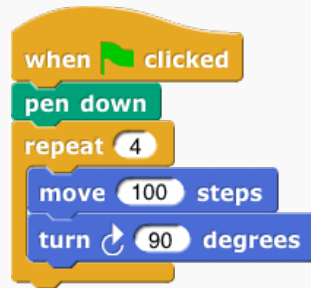 when clicked
pen down
repeat 4
move 100 steps
turn 90 degrees